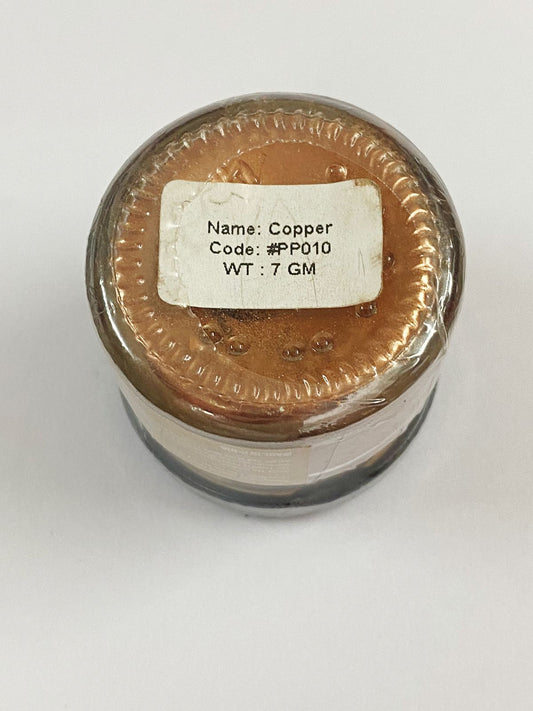 Name: Copper
Code: #PP010
WT : 7 GM